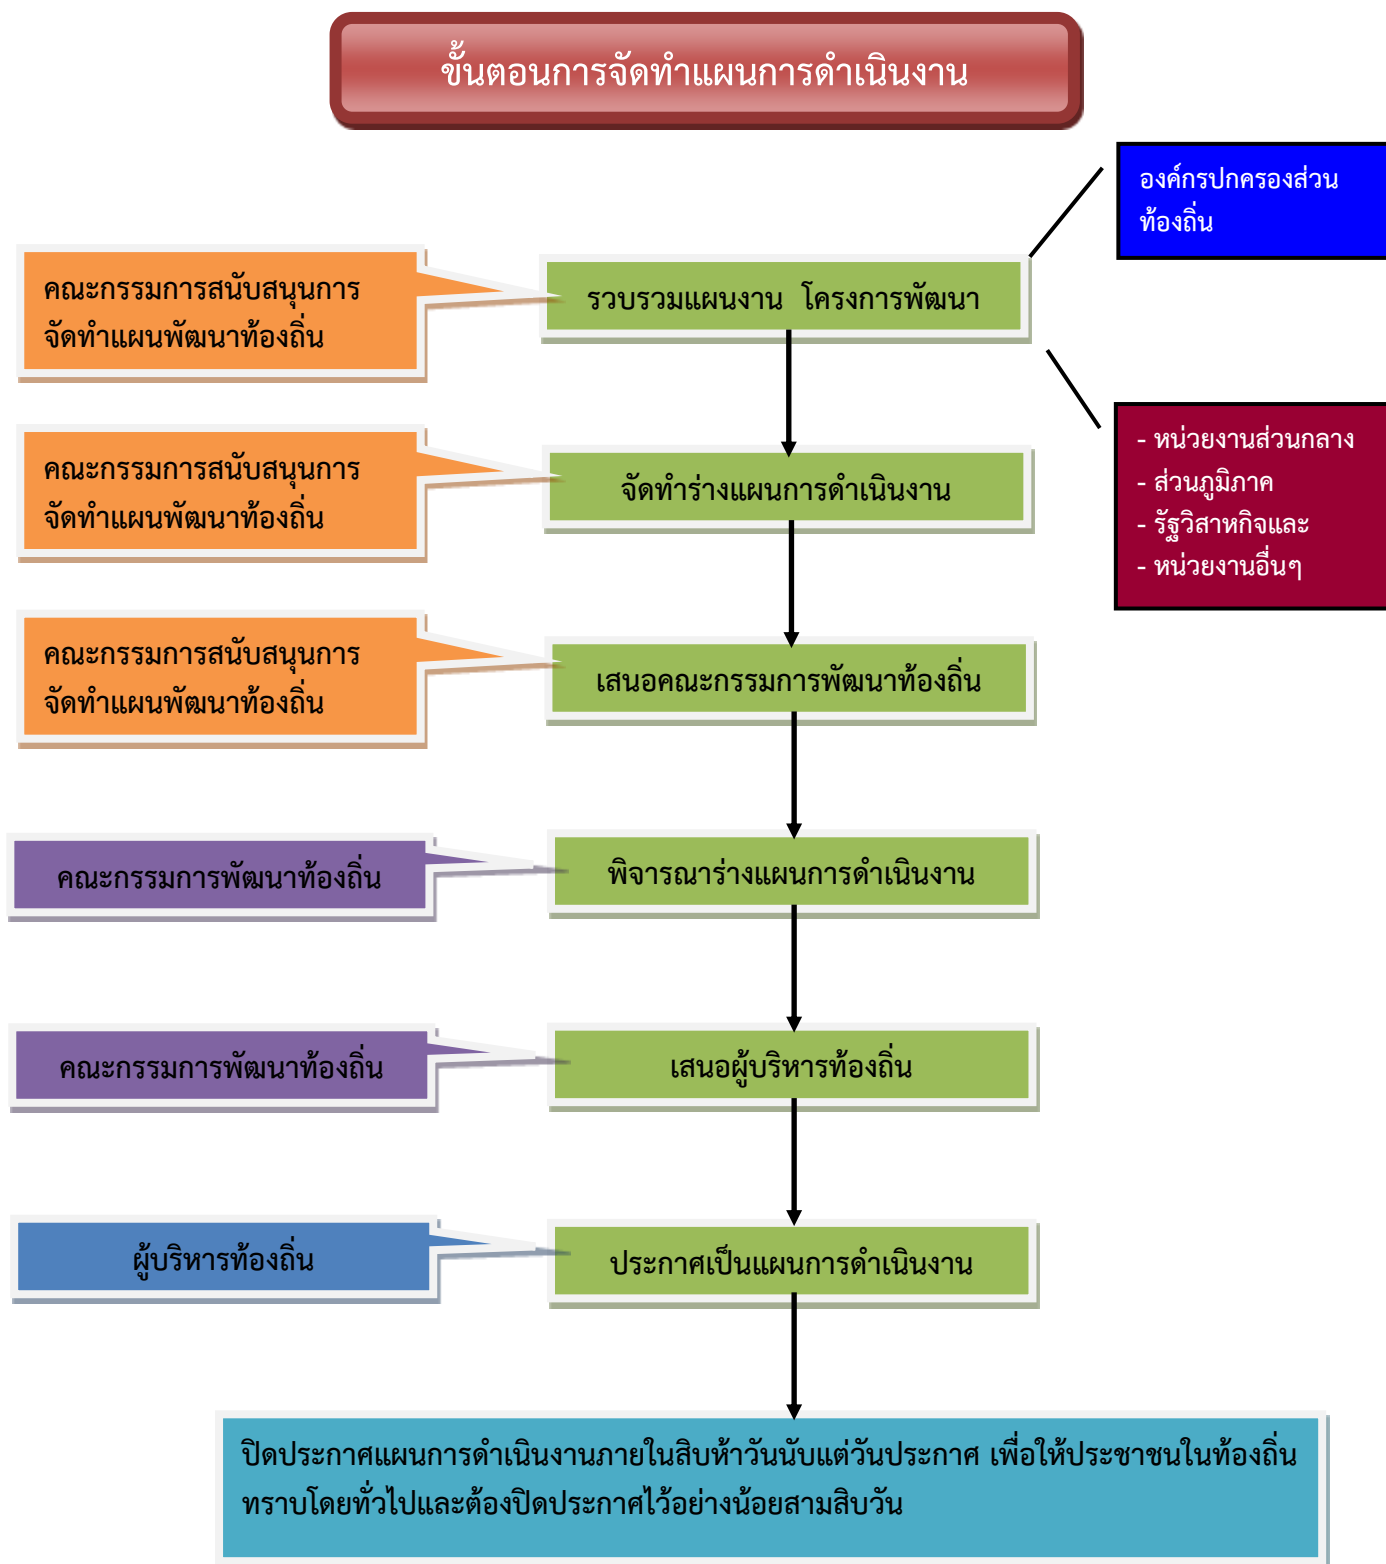 ขั้นตอนการจัดทำแผนการดำเนินงาน
องค์กรปกครองส่วน
ท้องถิ่น
คณะกรรมการสนับสนุนการ
จัดทำแผนพัฒนาท้องถิ่น
รวบรวมแผนงาน โครงการพัฒนา
- หน่วยงานส่วนกลาง
- ส่วนภูมิภาค
- รัฐวิสาหกิจและ
- หน่วยงานอื่นๆ
คณะกรรมการสนับสนุนการ
จัดทำแผนพัฒนาท้องถิ่น
จัดทำร่างแผนการดำเนินงาน
คณะกรรมการสนับสนุนการ
จัดทำแผนพัฒนาท้องถิ่น
เสนอคณะกรรมการพัฒนาท้องถิ่น
คณะกรรมการพัฒนาท้องถิ่น
พิจารณาร่างแผนการดำเนินงาน
คณะกรรมการพัฒนาท้องถิ่น
เสนอผู้บริหารท้องถิ่น
ผู้บริหารท้องถิ่น
ประกาศเป็นแผนการดำเนินงาน
ปิดประกาศแผนการดำเนินงานภายในสิบห้าวันนับแต่วันประกาศ เพื่อให้ประชาชนในท้องถิ่น
ทราบโดยทั่วไปและต้องปิดประกาศไว้อย่างน้อยสามสิบวัน